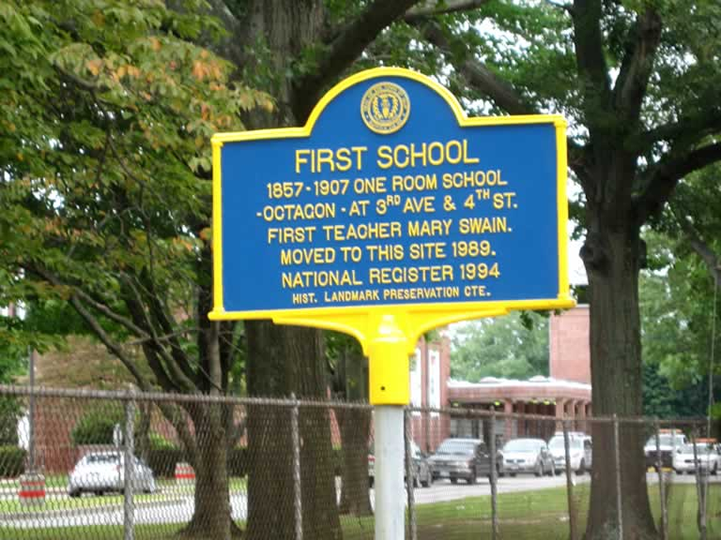 FIRST SCHOOL
1857-1907 ONE ROOM SCHOOL
-OCTAGON-AT 3RD AVE & 4TH ST.
FIRST TEACHER MARY SWAIN.
MOVED TO THIS SITE 1989.
NATIONAL REGISTER 1994
HIST. LANDMARK PRESERVATION CTE.